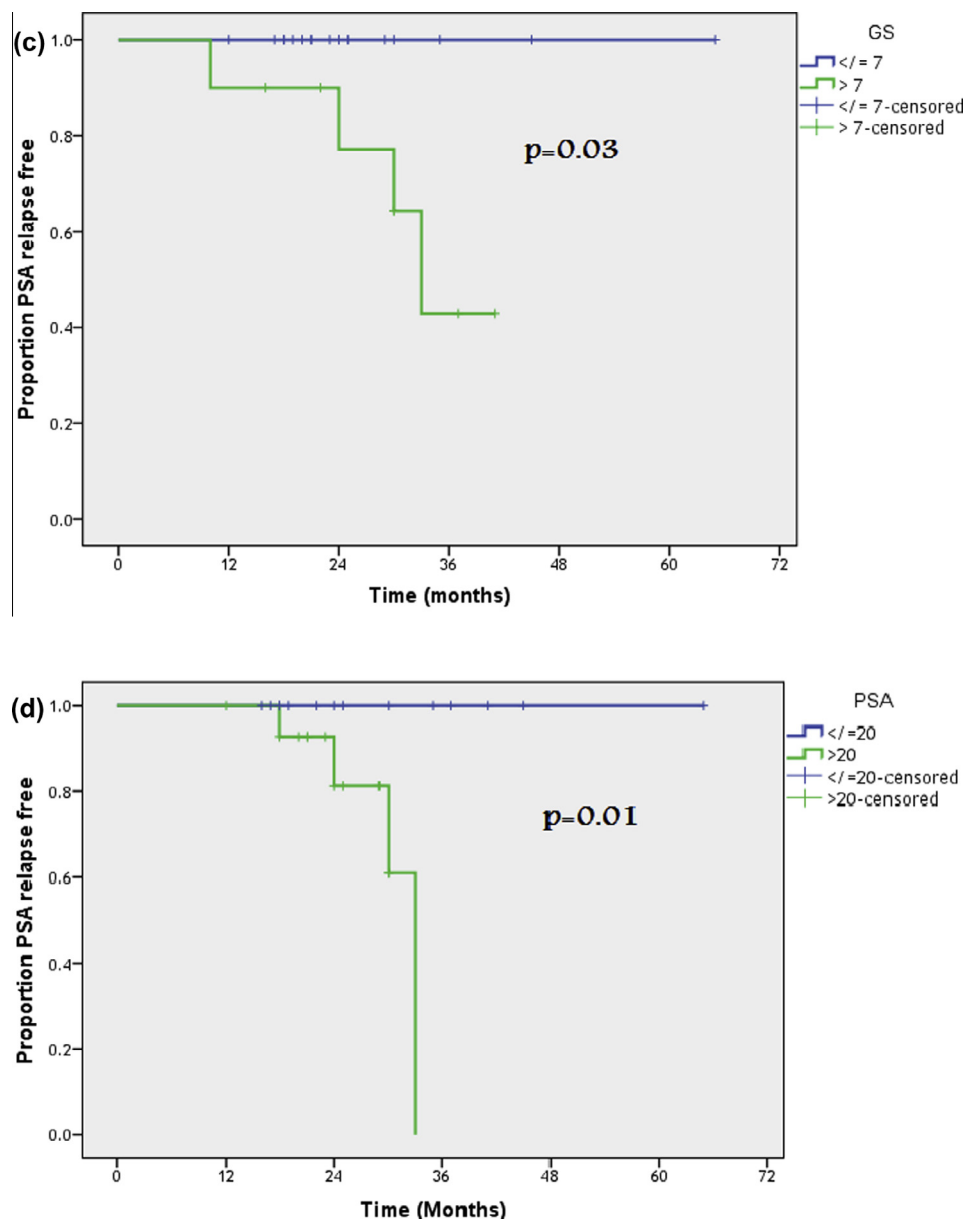 (c)
GS
</= 7
> 7
</= 7-censored
> 7-censored
p=0.03
Proportion PSA relapse free
1.0
0.8
0.6
0.4
0.2
0.0
0 12 24 36 48 60 72
Time (months)
(d)
PSA
</=20
>20
</=20-censored
>20-censored
p=0.01
Proportion PSA relapse free
1.0
0.8
0.6
0.4
0.2
0.0
0 12 24 36 48 60 72
Time (Months)